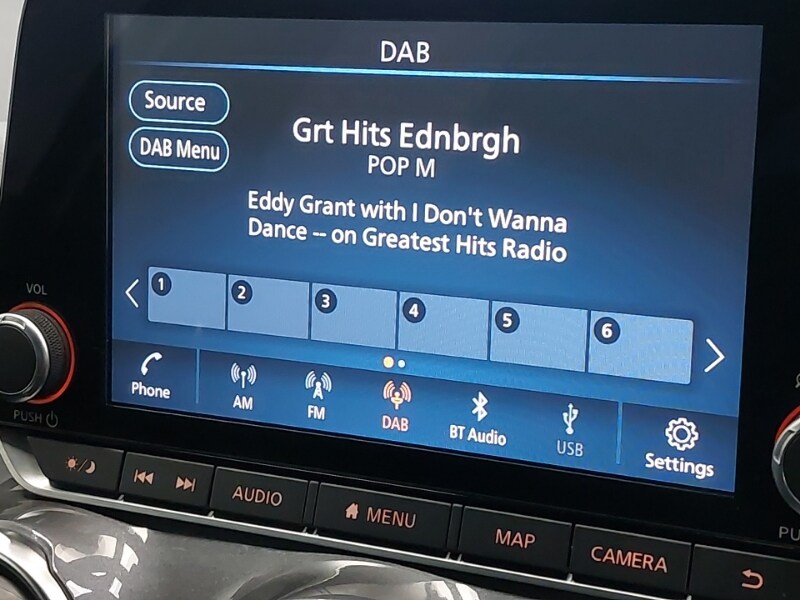 DAB
Source
Grt Hits Ednbrgh
DAB Menu
POP M
Eddy Grant with I Don't Wanna
Dance -- on Greatest Hits Radio
1 2 3 4 5 6
VOL
PUSH
Phone
AM
FM
DAB
BT Audio
USB
Settings
AUDIO
MENU
MAP
CAMERA